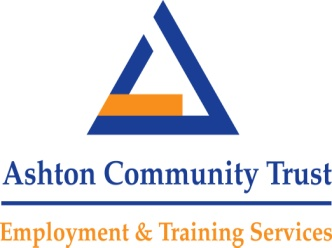 Ashton Community Trust
Employment & Training Services